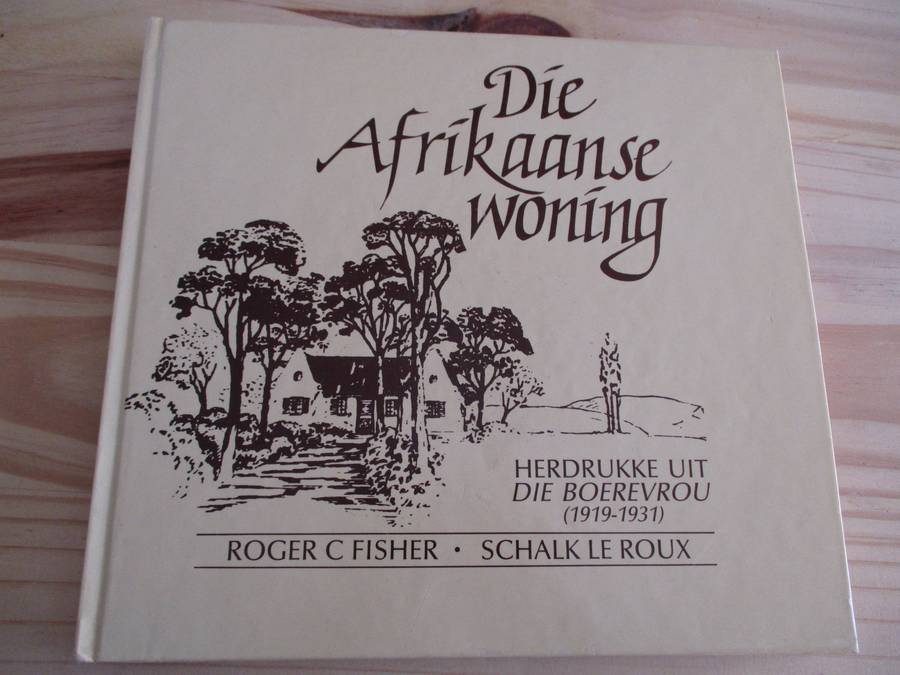 Die
Afrikaanse
woning
HERDRUKKE UIT
DIE BOEREVROU
(1919-1931)
ROGER C FISHER • SCHALK LE ROUX